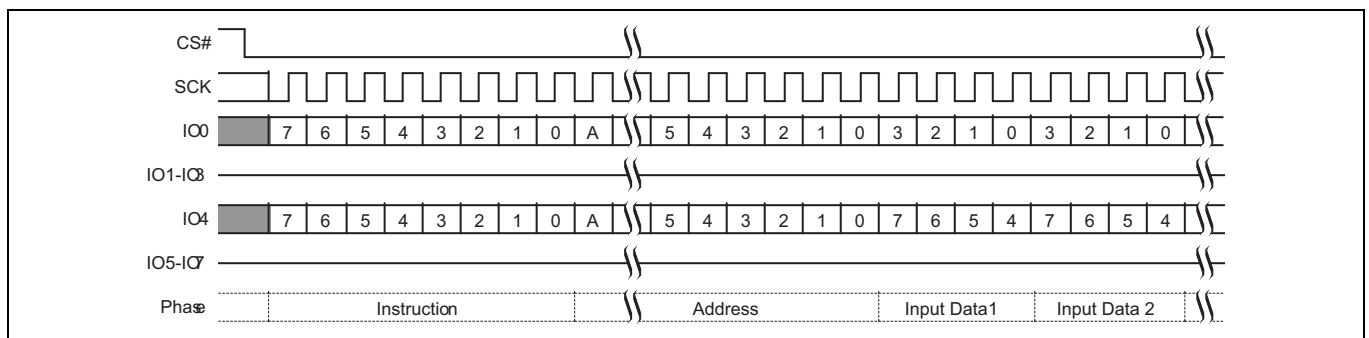 CS#
SCK
IO0 7 6 5 4 3 2 1 0 A 5 4 3 2 1 0 3 2 1 0 3 2 1 0
IO1-IO3
IO4 7 6 5 4 3 2 1 0 A 5 4 3 2 1 0 7 6 5 4 7 6 5 4
IO5-IO7
Phase Instruction Address Input Data1 Input Data 2